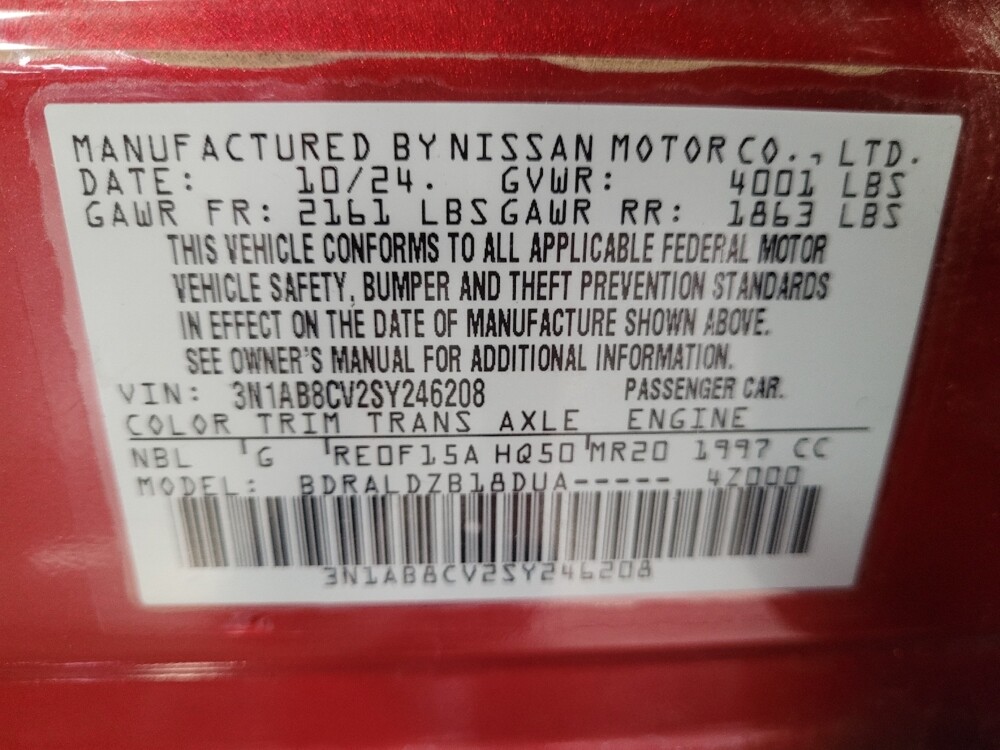 MANUFACTURED BY NISSAN MOTOR CO., LTD.
DATE: 10/24. GVWR: 4001 LBS
GAWR FR: 2161 LBS GAWR RR: 1863 LBS
THIS VEHICLE CONFORMS TO ALL APPLICABLE FEDERAL MOTOR
VEHICLE SAFETY, BUMPER AND THEFT PREVENTION STANDARDS
IN EFFECT ON THE DATE OF MANUFACTURE SHOWN ABOVE.
SEE OWNER'S MANUAL FOR ADDITIONAL INFORMATION.
VIN: 3N1AB8CV2SY246208 PASSENGER CAR.
COLOR TRIM TRANS AXLE ENGINE
NBL G RE0F15A HQ50 MR20 1997 CC
MODEL: BDRALDZB18DUA----- 4Z000
3N1AB8CV2SY246208